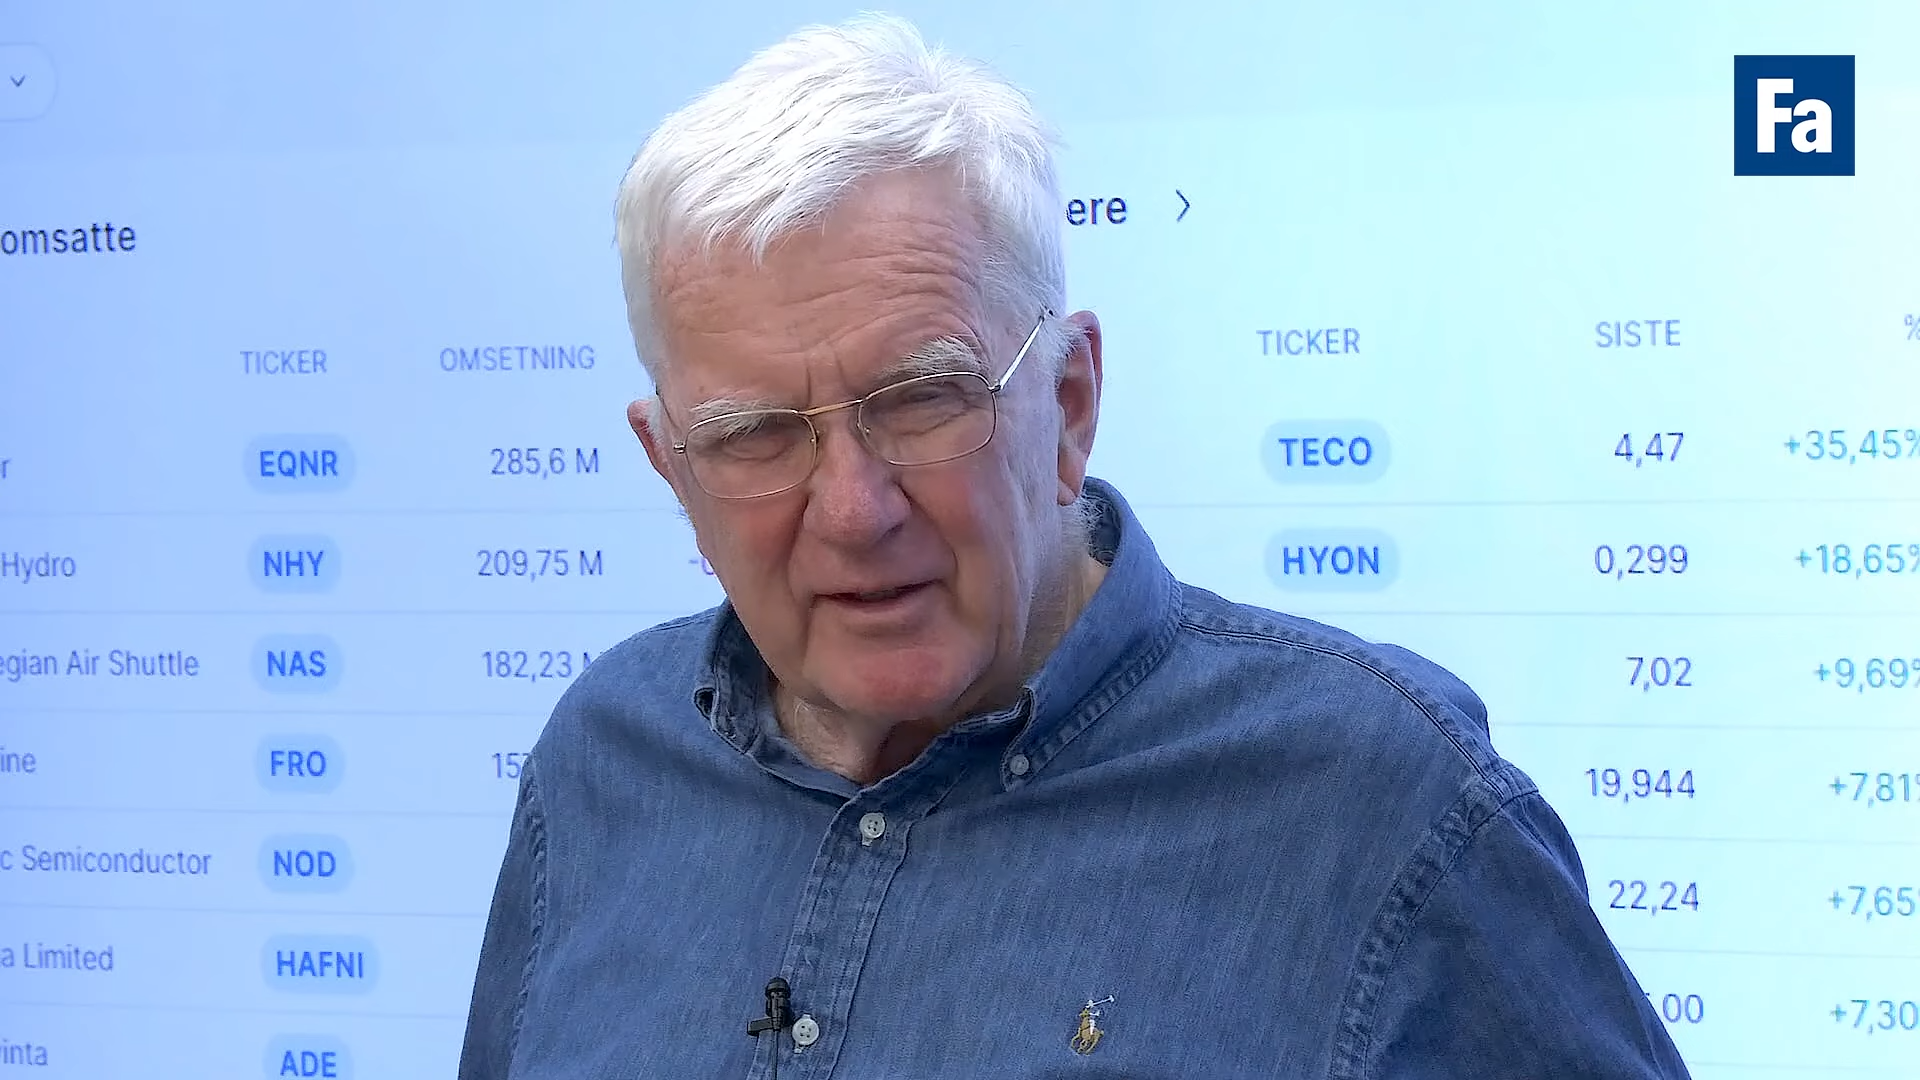 Fa
omsatte
TICKER OMSETNING
EQNR 285,6 M
Hydro NHY 209,75 M
Air Shuttle NAS 182,23
FRO
Semiconductor NOD
Limited HAFNI
ADE
TICKER SISTE %
TECO 4,47 +35,45%
HYON 0,299 +18,65%
7,02 +9,69%
19,944 +7,81%
22,24 +7,65
+7,30